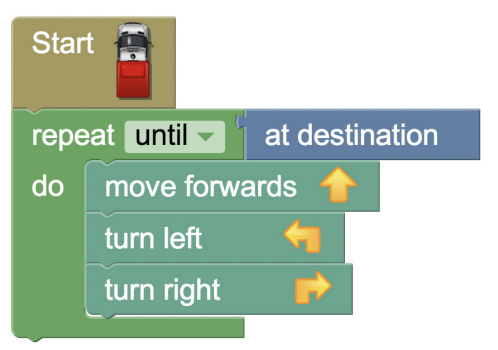 Start
repeat until at destination
do move forwards
turn left
turn right